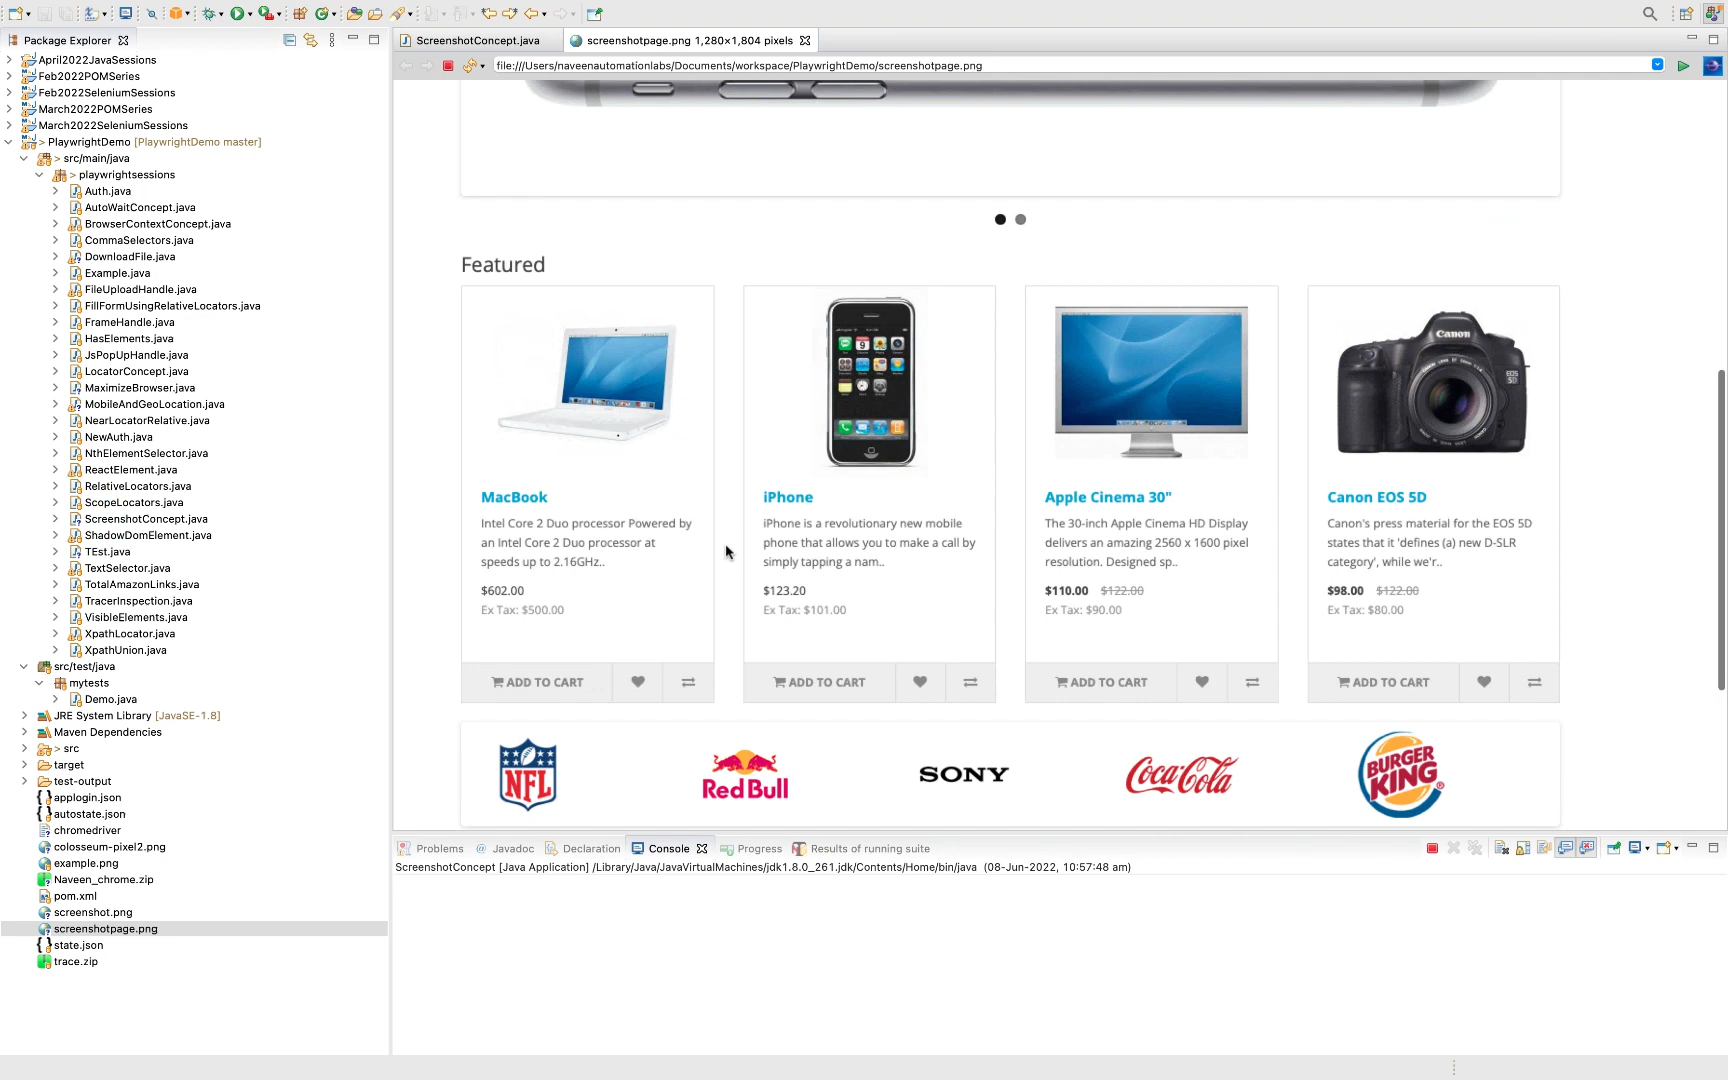 Package Explorer
ScreenshotConcept.java
screenshotpage.png 1,280×1,804 pixels
file:///Users/naveenautomationlabs/Documents/workspace/PlaywrightDemo/screenshotpage.png
April2022JavaSessions
Feb2022POMSeries
Feb2022SeleniumSessions
March2022POMSeries
March2022SeleniumSessions
> PlaywrightDemo [PlaywrightDemo master]
> src/main/java
> playwrightsessions
Auth.java
AutoWaitConcept.java
BrowserContextConcept.java
CommaSelectors.java
DownloadFile.java
Example.java
FileUploadHandle.java
FillFormUsingRelativeLocators.java
FrameHandle.java
HasElements.java
JsPopUpHandle.java
LocatorConcept.java
MaximizeBrowser.java
MobileAndGeoLocation.java
NearLocatorRelative.java
NewAuth.java
NthElementSelector.java
ReactElement.java
RelativeLocators.java
ScopeLocators.java
ScreenshotConcept.java
ShadowDomElement.java
TEst.java
TextSelector.java
TotalAmazonLinks.java
TracerInspection.java
VisibleElements.java
XpathLocator.java
XpathUnion.java
src/test/java
mytests
Demo.java
JRE System Library [JavaSE-1.8]
Maven Dependencies
> src
target
test-output
applogin.json
autostate.json
chromedriver
colosseum-pixel2.png
example.png
Naveen_chrome.zip
pom.xml
screenshot.png
screenshotpage.png
state.json
trace.zip
Featured
Canon
EOS
5D
MacBook
Intel Core 2 Duo processor Powered by
an Intel Core 2 Duo processor at
speeds up to 2.16GHz..
$602.00
Ex Tax: $500.00
ADD TO CART
iPhone
iPhone is a revolutionary new mobile
phone that allows you to make a call by
simply tapping a nam..
$123.20
Ex Tax: $101.00
ADD TO CART
Apple Cinema 30"
The 30-inch Apple Cinema HD Display
delivers an amazing 2560 x 1600 pixel
resolution. Designed sp..
$110.00 $122.00
Ex Tax: $90.00
ADD TO CART
Canon EOS 5D
Canon's press material for the EOS 5D
states that it 'defines (a) new D-SLR
category', while we'r..
$98.00 $122.00
Ex Tax: $80.00
ADD TO CART
NFL
Red Bull
SONY
Coca-Cola
BURGER
KING
Problems
Javadoc
Declaration
Console
Progress
Results of running suite
ScreenshotConcept [Java Application] /Library/Java/JavaVirtualMachines/jdk1.8.0_261.jdk/Contents/Home/bin/java (08-Jun-2022, 10:57:48 am)